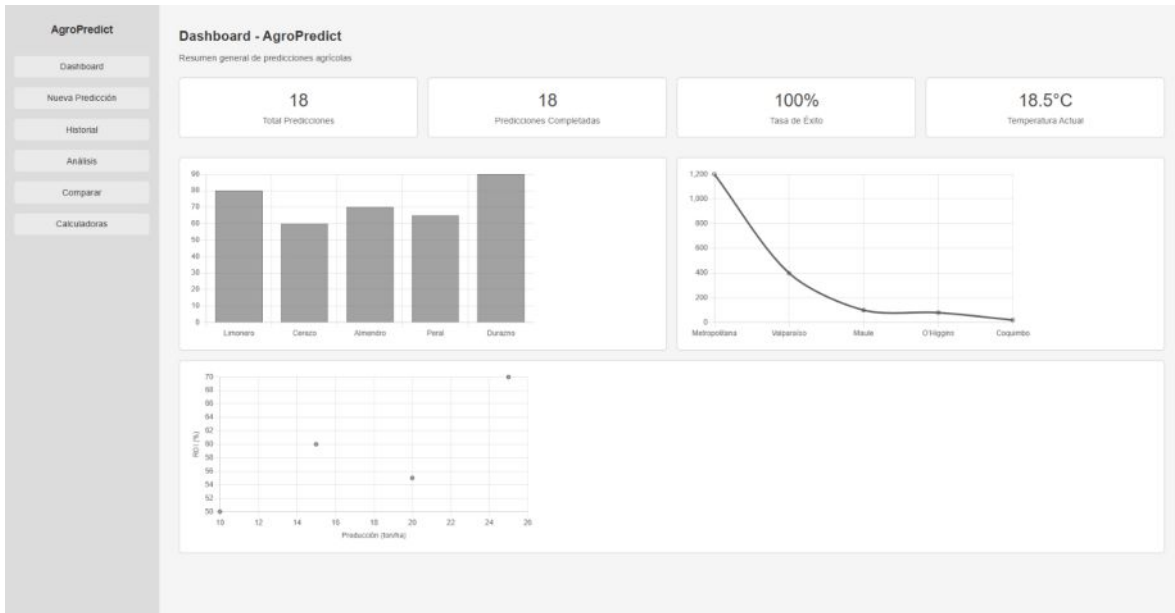 AgroPredict
Dashboard
Nueva Predicción
Historial
Análisis
Comparar
Calculadoras
Dashboard - AgroPredict
Resumen general de predicciones agrícolas
18
Total Predicciones
18
Predicciones Completadas
100%
Tasa de Éxito
18.5°C
Temperatura Actual
90
80
70
60
50
40
30
20
10
0
Limonero Cerezo Almendro Peral Durazno
1,200
1,000
800
600
400
200
0
Metropolitana Valparaíso Maule O'Higgins Coquimbo
70
68
66
64
62
60
58
56
54
52
50
ROI (%)
10 12 14 16 18 20 22 24 26
Producción (ton/ha)